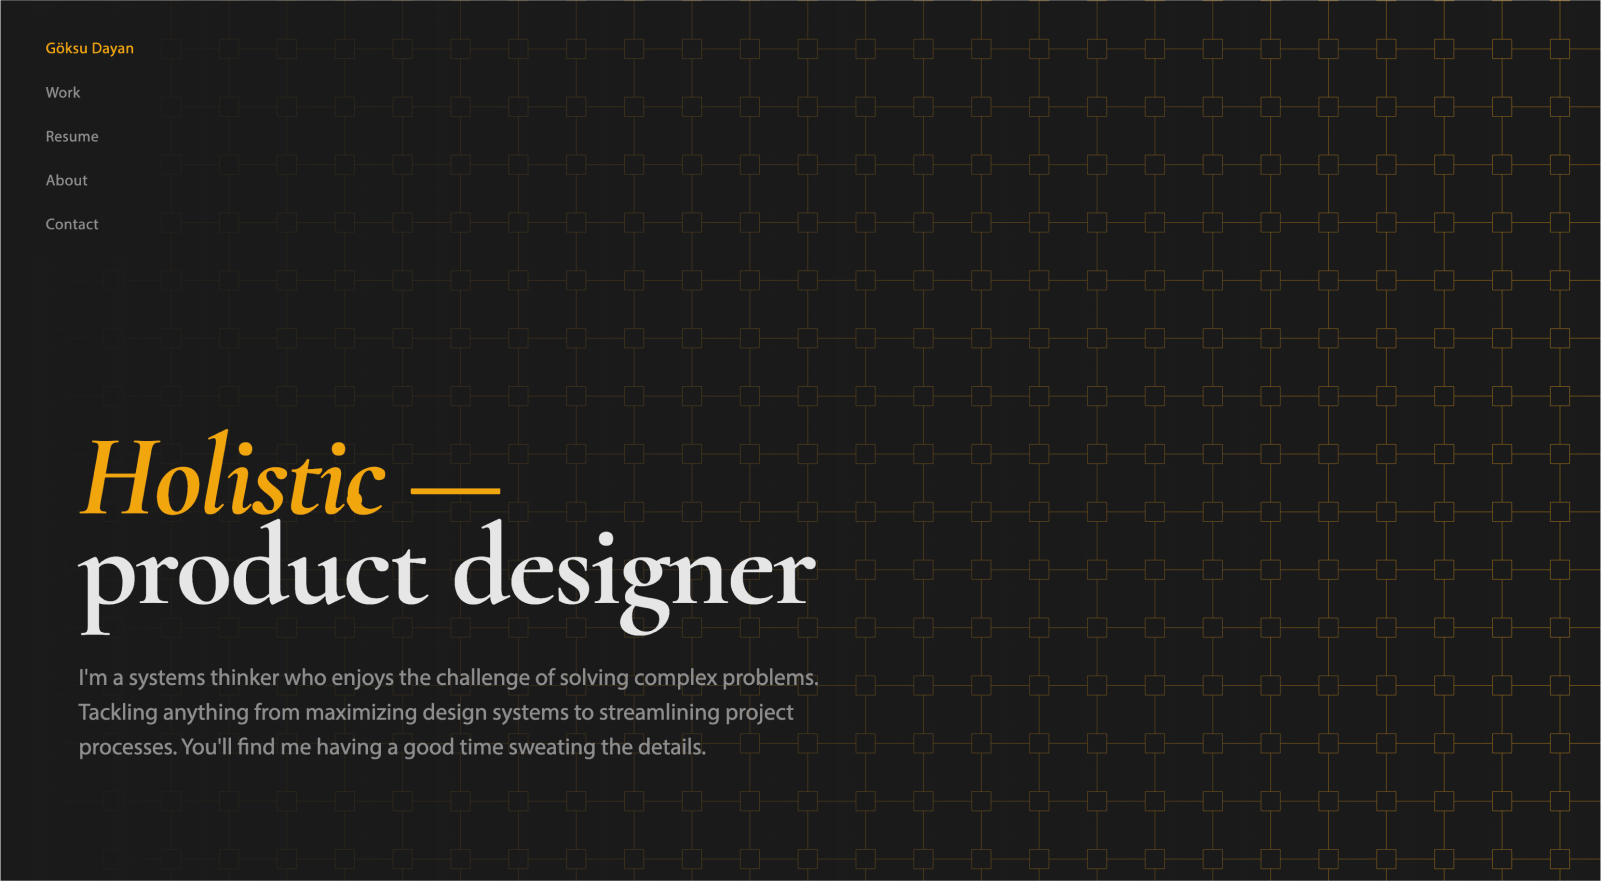 Göksu Dayan
Work
Resume
About
Contact
Holistic —
product designer
I'm a systems thinker who enjoys the challenge of solving complex problems.
Tackling anything from maximizing design systems to streamlining project
processes. You'll find me having a good time sweating the details.